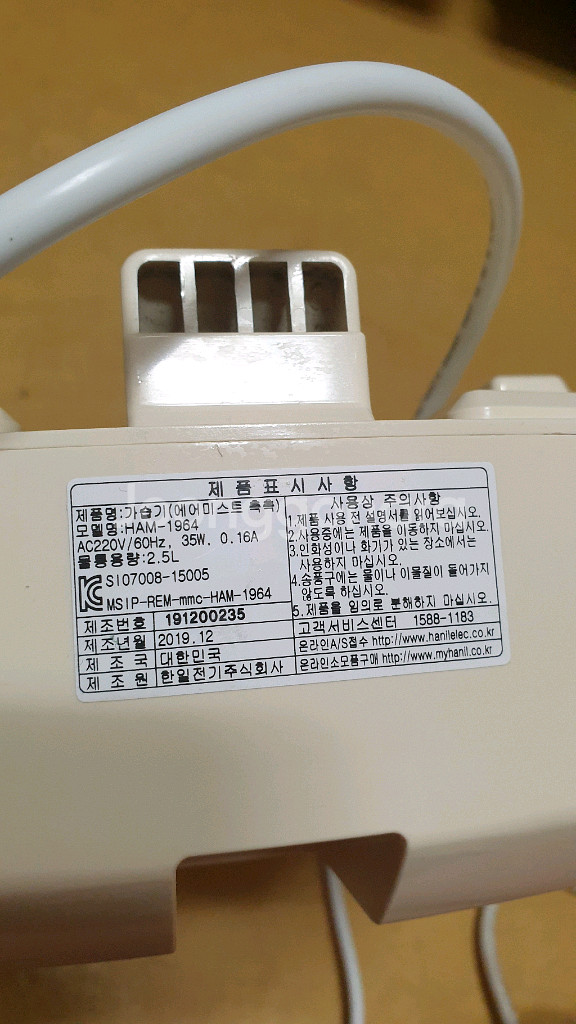 제품표시사항
제품명:가습기(에어미스트 촉촉)
모델명:HAM-1964
AC220V/60Hz, 35W, 0.16A
물통용량:2.5L
SI07008-15005
MSIP-REM-mmc-HAM-1964
제조번호 191200235
제조년월 2019.12
제조국 대한민국
제조원 한일전기주식회사
사용상 주의사항
1.제품 사용 전 설명서를 읽어보십시오.
2.사용중에는 제품을 이동하지 마십시오.
3.인화성이나 화기가 있는 장소에서는
사용하지 마십시오.
4.송풍구에는 물이나 이물질이 들어가지
않도록 하십시오.
5.제품을 임의로 분해하지 마십시오.
고객서비스센터 1588-1183
온라인A/S접수 http://www.hanilelec.co.kr
온라인소모품구매 http://www.myhanil.co.kr